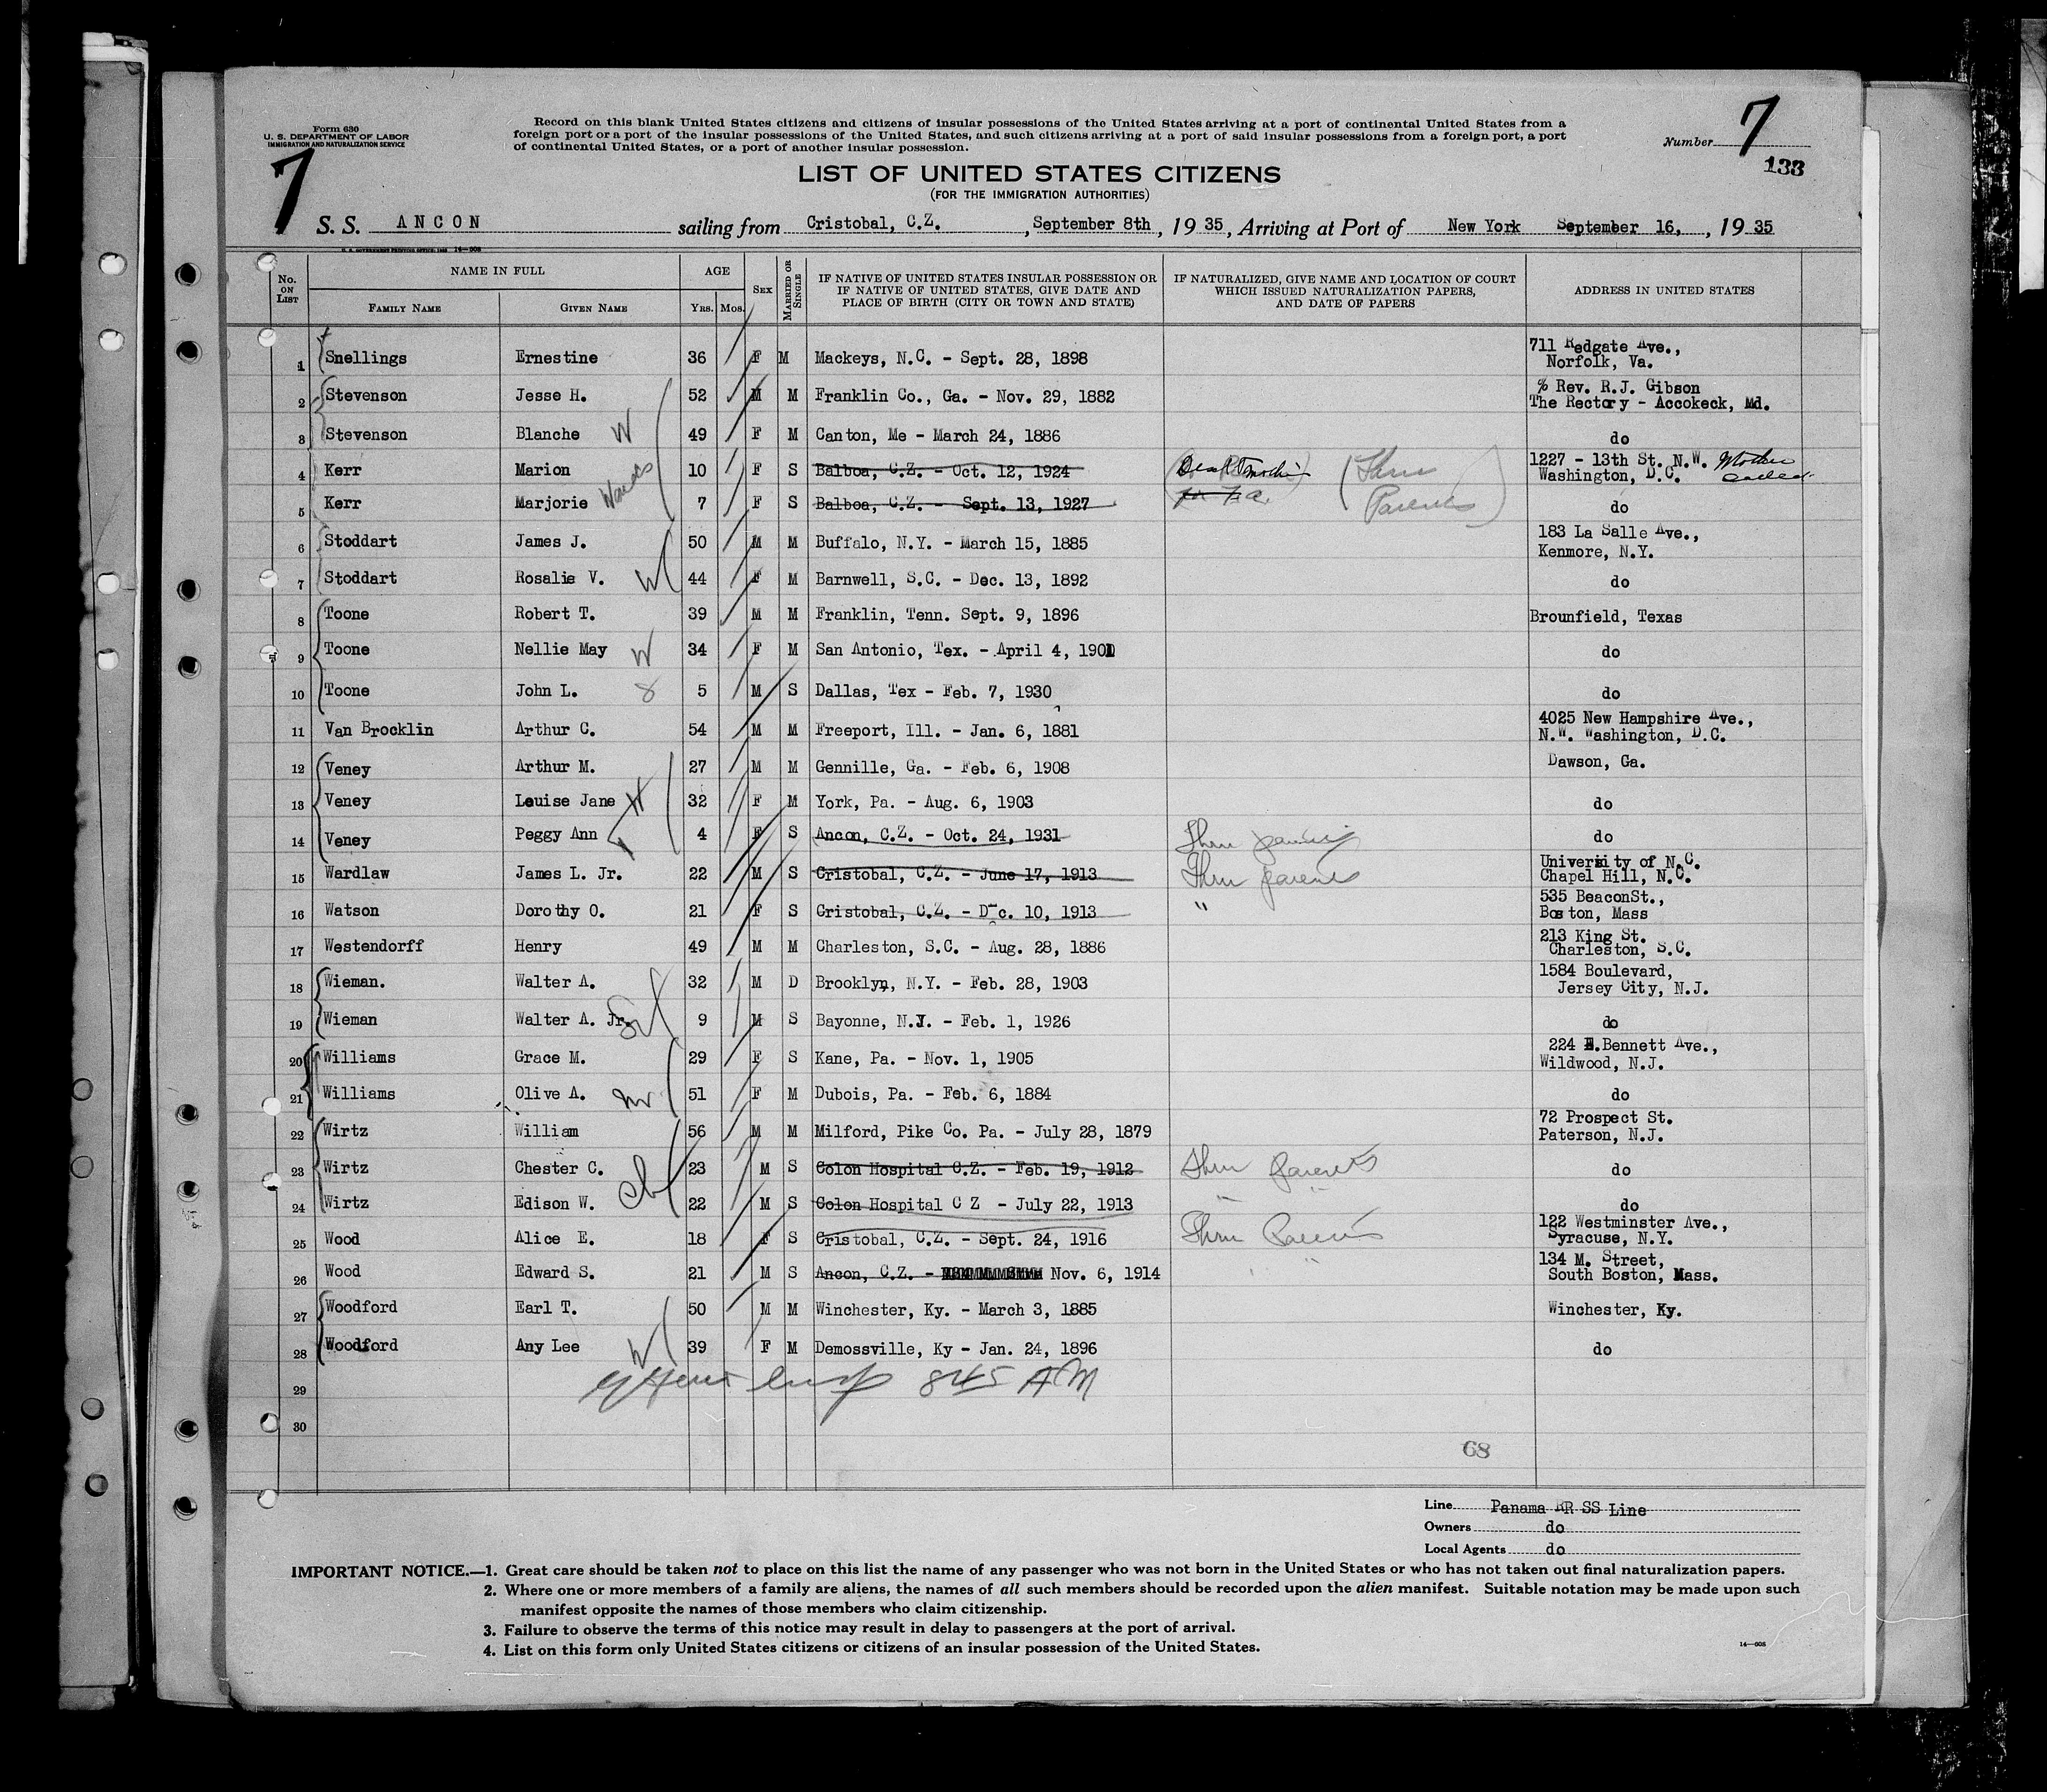 Form 630
U. S. DEPARTMENT OF LABOR
IMMIGRATION AND NATURALIZATION SERVICE
7
Record on this blank United States citizens and citizens of insular possessions of the United States arriving at a port of continental United States from a
foreign port or a port of the insular possessions of the United States, and such citizens arriving at a port of said insular possessions from a foreign port, a port
of continental United States, or a port of another insular possession.
Number 7
133
LIST OF UNITED STATES CITIZENS
(FOR THE IMMIGRATION AUTHORITIES)
S. S. ANCON sailing from Cristobal, C.Z. , September 8th , 19 35 , Arriving at Port of New York September 16, , 19 35
U. S. GOVERNMENT PRINTING OFFICE: 14—908
No. ON LIST NAME IN FULL AGE SEX MARRIED OR SINGLE IF NATIVE OF UNITED STATES INSULAR POSSESSION OR IF NATIVE OF UNITED STATES, GIVE DATE AND PLACE OF BIRTH (CITY OR TOWN AND STATE) IF NATURALIZED, GIVE NAME AND LOCATION OF COURT WHICH ISSUED NATURALIZATION PAPERS, AND DATE OF PAPERS ADDRESS IN UNITED STATES
FAMILY NAME GIVEN NAME YRS. MOS.
1 Snellings Ernestine 36 F M Mackeys, N.C. - Sept. 28, 1898 711 Redgate Ave., Norfolk, Va.
2 Stevenson Jesse H. 52 M M Franklin Co., Ga. - Nov. 29, 1882 % Rev. R.J. Gibson The Rectory - Accokeck, Md.
3 Stevenson Blanche W 49 F M Canton, Me - March 24, 1886 do
4 Kerr Marion 10 F S Balboa, C.Z. - Oct. 12, 1924 (Thru 1227 - 13th St. N.W. Washington, D.C. Mother
5 Kerr Marjorie 7 F S Balboa, C.Z. - Sept. 13, 1927 Parents) do
6 Stoddart James J. 50 M M Buffalo, N.Y. - March 15, 1885 183 La Salle Ave., Kenmore, N.Y.
7 Stoddart Rosalie V. W 44 F M Barnwell, S.C. - Dec. 13, 1892 do
8 Toone Robert T. 39 M M Franklin, Tenn. Sept. 9, 1896 Brounfield, Texas
9 Toone Nellie May W 34 F M San Antonio, Tex. - April 4, 1901 do
10 Toone John L. 5 M S Dallas, Tex - Feb. 7, 1930 do
11 Van Brocklin Arthur C. 54 M M Freeport, Ill. - Jan. 6, 1881 4025 New Hampshire Ave., N.W. Washington, D.C.
12 Veney Arthur M. 27 M M Gennille, Ga. - Feb. 6, 1908 Dawson, Ga.
13 Veney Louise Jane 32 F M York, Pa. - Aug. 6, 1903 do
14 Veney Peggy Ann 4 F S Ancon, C.Z. - Oct. 24, 1931 Thru parents do
15 Wardlaw James L. Jr. 22 M S Cristobal, C.Z. - June 17, 1913 Thru parents University of N.C. Chapel Hill, N.C.
16 Watson Dorothy O. 21 F S Cristobal, C.Z. - Dec. 10, 1913 " 535 BeaconSt., Boston, Mass
17 Westendorff Henry 49 M M Charleston, S.C. - Aug. 28, 1886 213 King St. Charleston, S.C.
18 Wieman. Walter A. 32 M D Brooklyn, N.Y. - Feb. 28, 1903 1584 Boulevard, Jersey City, N.J.
19 Wieman Walter A. Jr. 9 M S Bayonne, N.J. - Feb. 1, 1926 do
20 Williams Grace M. 29 F S Kane, Pa. - Nov. 1, 1905 224 E.Bennett Ave., Wildwood, N.J.
21 Williams Olive A. 51 F M Dubois, Pa. - Feb. 6, 1884 do
22 Wirtz William 56 M M Milford, Pike Co. Pa. - July 28, 1879 72 Prospect St. Paterson, N.J.
23 Wirtz Chester C. 23 M S Colon Hospital C.Z. - Feb. 19, 1912 Thru parents do
24 Wirtz Edison W. ch 22 M S Colon Hospital C Z - July 22, 1913 " " do
25 Wood Alice E. 18 F S Cristobal, C.Z. - Sept. 24, 1916 Thru Parents 122 Westminster Ave., Syracuse, N.Y.
26 Wood Edward S. 21 M S Ancon, C.Z. - Nov. 6, 1914 " " 134 M. Street, South Boston, Mass.
27 Woodford Earl T. 50 M M Winchester, Ky. - March 3, 1885 Winchester, Ky.
28 Woodford Any Lee W 39 F M Demossville, Ky - Jan. 24, 1896 do
29 845 AM
30
68
Line Panama RR SS Line
Owners do
Local Agents do
IMPORTANT NOTICE.—1. Great care should be taken not to place on this list the name of any passenger who was not born in the United States or who has not taken out final naturalization papers.
2. Where one or more members of a family are aliens, the names of all such members should be recorded upon the alien manifest. Suitable notation may be made upon such
manifest opposite the names of those members who claim citizenship.
3. Failure to observe the terms of this notice may result in delay to passengers at the port of arrival.
4. List on this form only United States citizens or citizens of an insular possession of the United States.
14—908